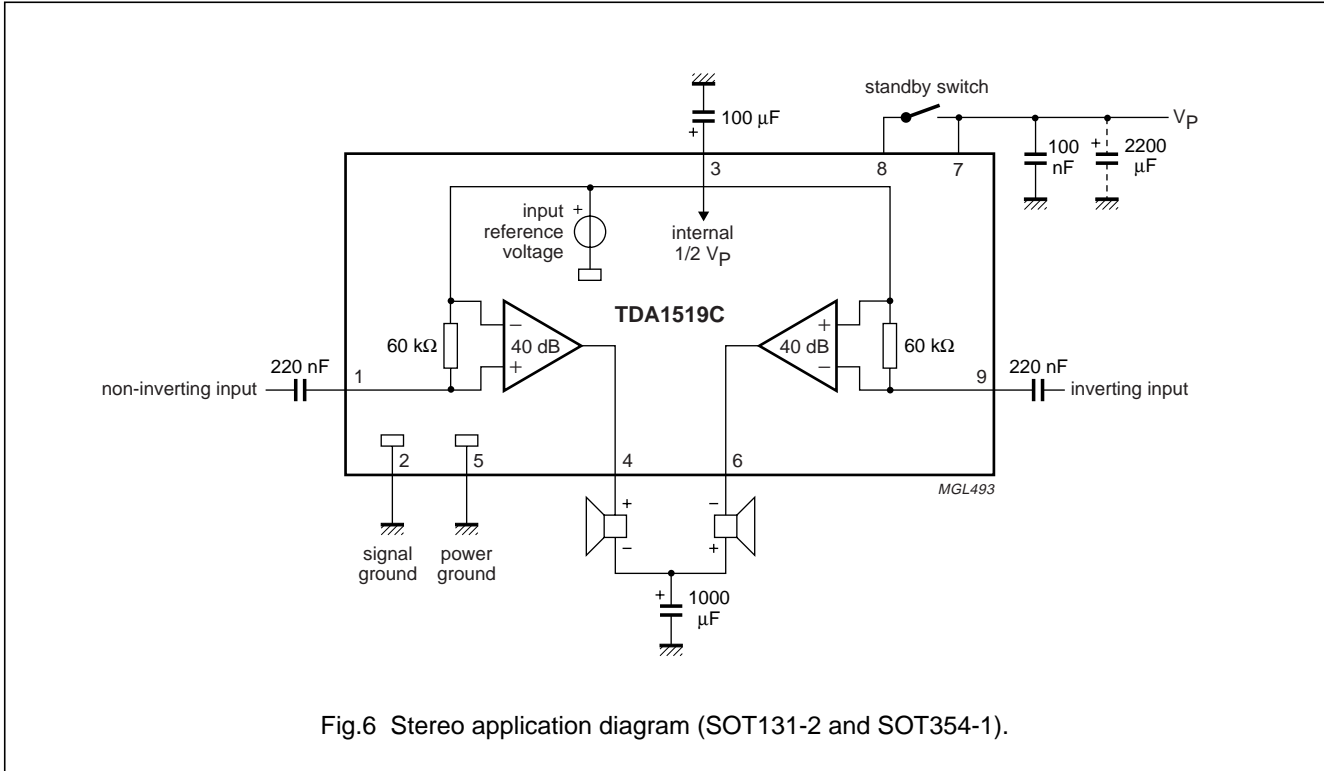 standby switch
100 μF
+
VP
3
8
7
100
nF
+
2200
μF
input
reference
voltage
+
internal
1/2 VP
TDA1519C
60 kΩ
−
+
40 dB
+
−
40 dB
60 kΩ
220 nF
non-inverting input
1
9
220 nF
inverting input
2
5
4
6
MGL493
signal
ground
power
ground
+
−
−
+
+
1000
μF
Fig.6 Stereo application diagram (SOT131-2 and SOT354-1).